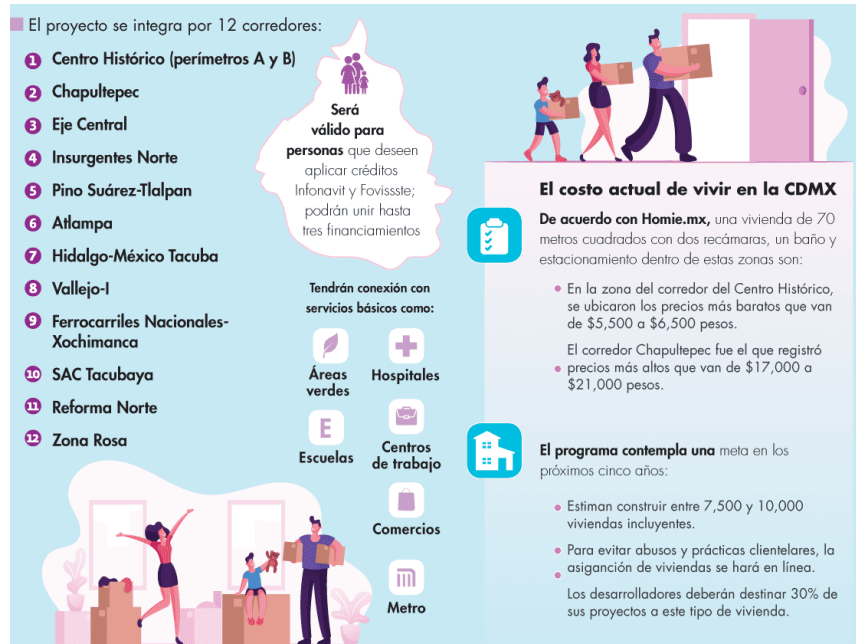 El proyecto se integra por 12 corredores:
1 Centro Histórico (perímetros A y B)
2 Chapultepec
3 Eje Central
4 Insurgentes Norte
5 Pino Suárez-Tlalpan
6 Atlampa
7 Hidalgo-México Tacuba
8 Vallejo-I
9 Ferrocarriles Nacionales-
Xochimanca
10 SAC Tacubaya
11 Reforma Norte
12 Zona Rosa
Será
válido para
personas que deseen
aplicar créditos
Infonavit y Fovissste;
podrán unir hasta
tres financiamientos
Tendrán conexión con
servicios básicos como:
Áreas
verdes
Hospitales
E
Escuelas
Centros
de trabajo
Comercios
Metro
El costo actual de vivir en la CDMX
De acuerdo con Homie.mx, una vivienda de 70
metros cuadrados con dos recámaras, un baño y
estacionamiento dentro de estas zonas son:
En la zona del corredor del Centro Histórico,
se ubicaron los precios más baratos que van
de $5,500 a $6,500 pesos.
El corredor Chapultepec fue el que registró
precios más altos que van de $17,000 a
$21,000 pesos.
El programa contempla una meta en los
próximos cinco años:
Estiman construir entre 7,500 y 10,000
viviendas incluyentes.
Para evitar abusos y prácticas clientelares, la
asigancón de viviendas se hará en línea.
Los desarrolladores deberán destinar 30% de
sus proyectos a este tipo de vivienda.